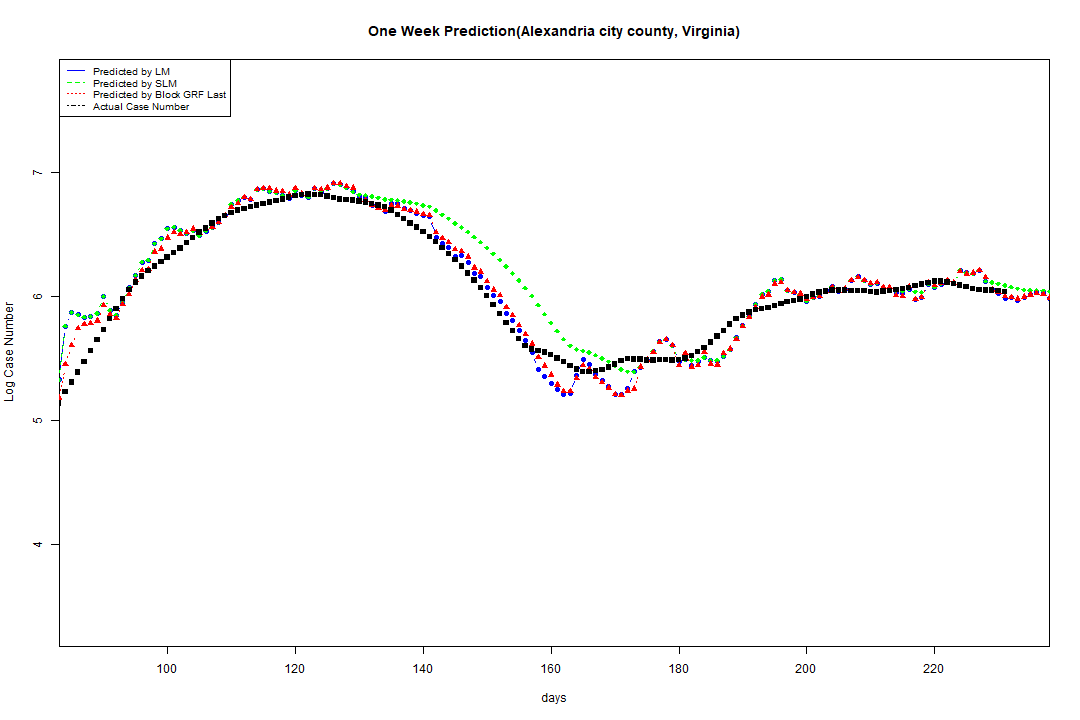 One Week Prediction(Alexandria city county, Virginia)
Predicted by LM
Predicted by SLM
Predicted by Block GRF Last
Actual Case Number
Log Case Number
7
6
5
4
100 120 140 160 180 200 220
days